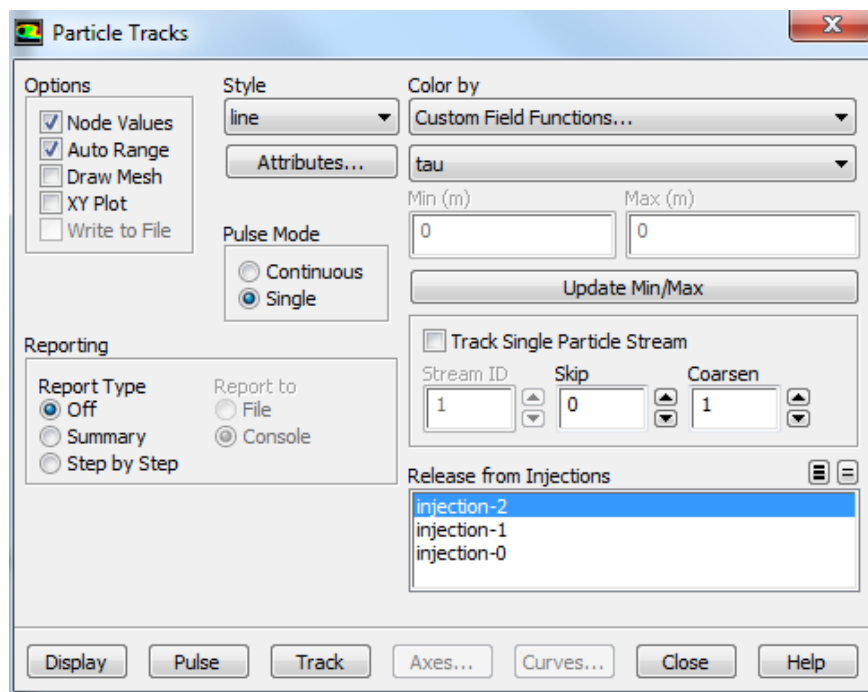 Particle Tracks
Options
Node Values
Auto Range
Draw Mesh
XY Plot
Write to File
Style
line
Attributes...
Pulse Mode
Continuous
Single
Color by
Custom Field Functions...
tau
Min (m)
Max (m)
0
0
Update Min/Max
Track Single Particle Stream
Stream ID
Skip
Coarsen
1
0
1
Reporting
Report Type
Off
Summary
Step by Step
Report to
File
Console
Release from Injections
injection-2
injection-1
injection-0
Display
Pulse
Track
Axes...
Curves...
Close
Help